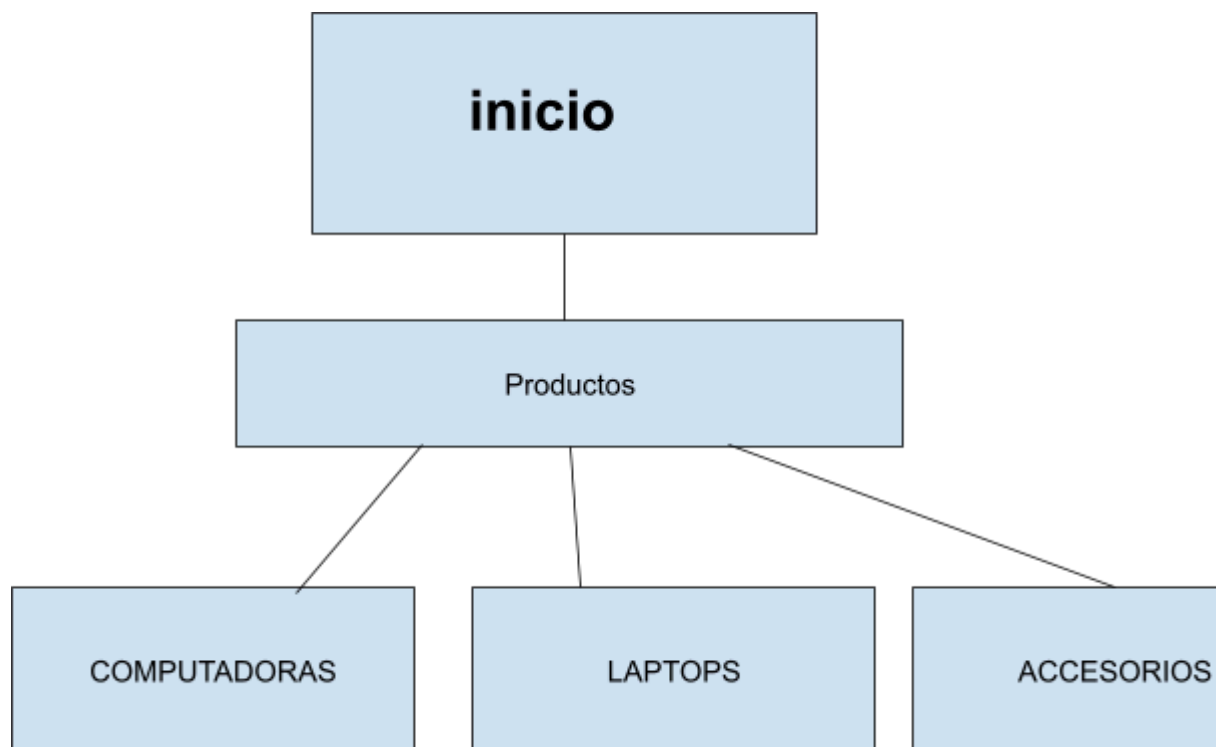 inicio
Productos
COMPUTADORAS
LAPTOPS
ACCESORIOS